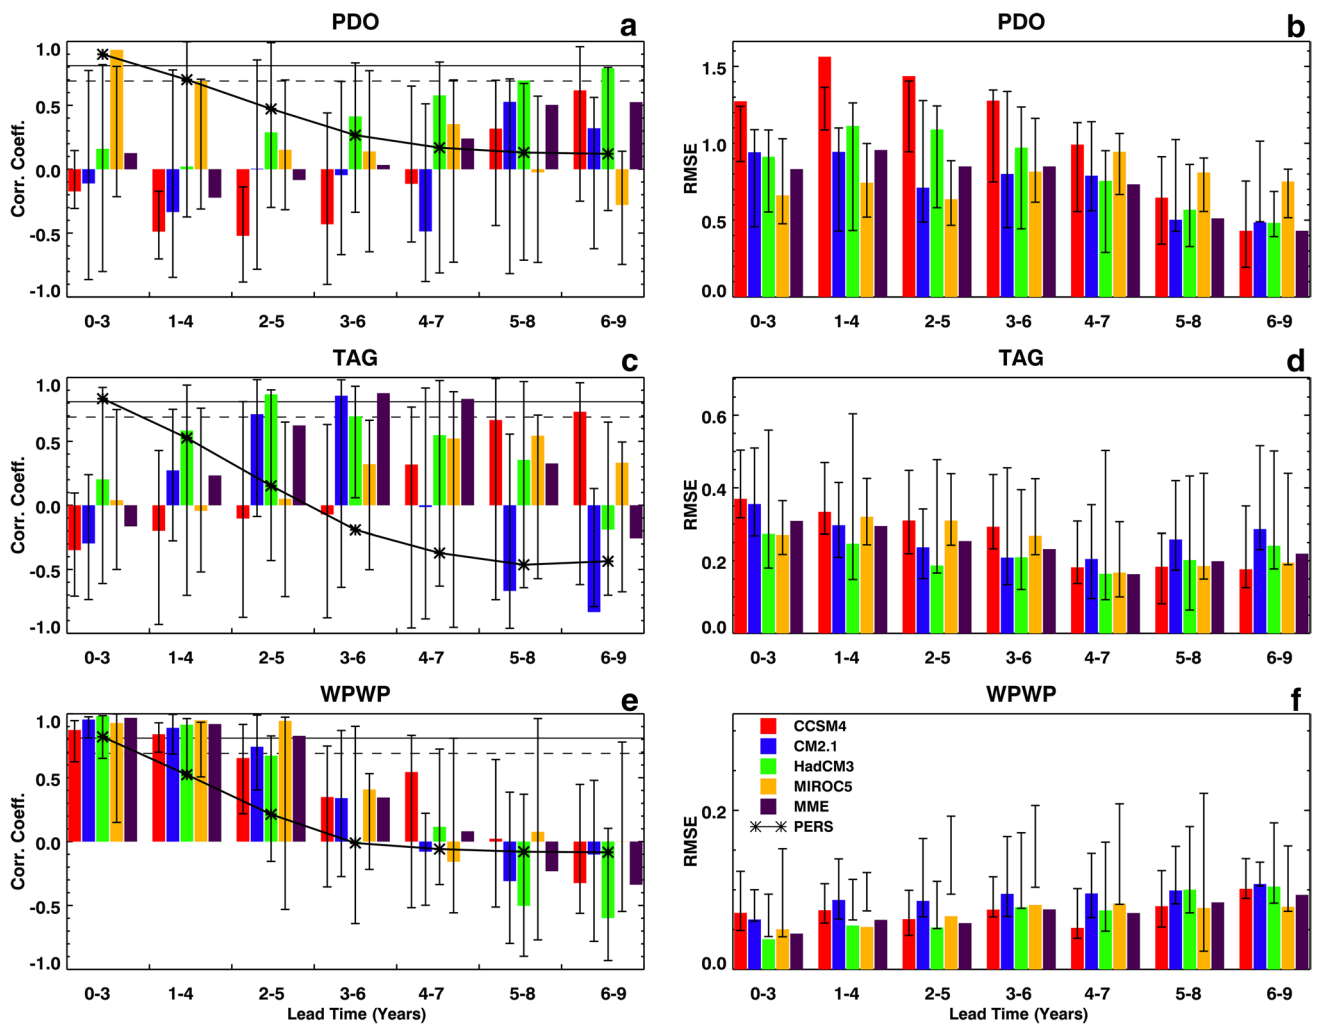 PDO a
1.0
0.5
0.0
-0.5
-1.0
Corr. Coeff.
0-3 1-4 2-5 3-6 4-7 5-8 6-9
PDO b
1.5
1.0
0.5
0.0
RMSE
0-3 1-4 2-5 3-6 4-7 5-8 6-9
TAG c
1.0
0.5
0.0
-0.5
-1.0
Corr. Coeff.
0-3 1-4 2-5 3-6 4-7 5-8 6-9
TAG d
0.6
0.4
0.2
0.0
RMSE
0-3 1-4 2-5 3-6 4-7 5-8 6-9
WPWP e
1.0
0.5
0.0
-0.5
-1.0
Corr. Coeff.
0-3 1-4 2-5 3-6 4-7 5-8 6-9
Lead Time (Years)
WPWP f
CCSM4
CM2.1
HadCM3
MIROC5
MME
PERS
0.2
0.0
RMSE
0-3 1-4 2-5 3-6 4-7 5-8 6-9
Lead Time (Years)